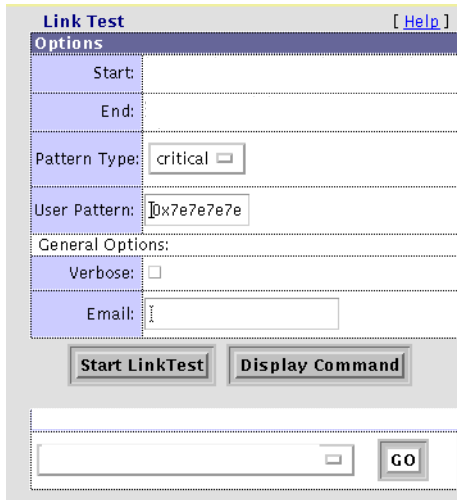 Link Test [ Help ]
Options
Start:
End:
Pattern Type: critical
User Pattern: 0x7e7e7e7e
General Options:
Verbose:
Email:
Start LinkTest Display Command
GO